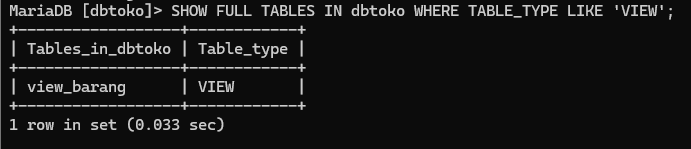 MariaDB [dbtoko]> SHOW FULL TABLES IN dbtoko WHERE TABLE_TYPE LIKE 'VIEW';
+------------------+------------+
| Tables_in_dbtoko | Table_type |
+------------------+------------+
| view_barang      | VIEW       |
+------------------+------------+
1 row in set (0.033 sec)